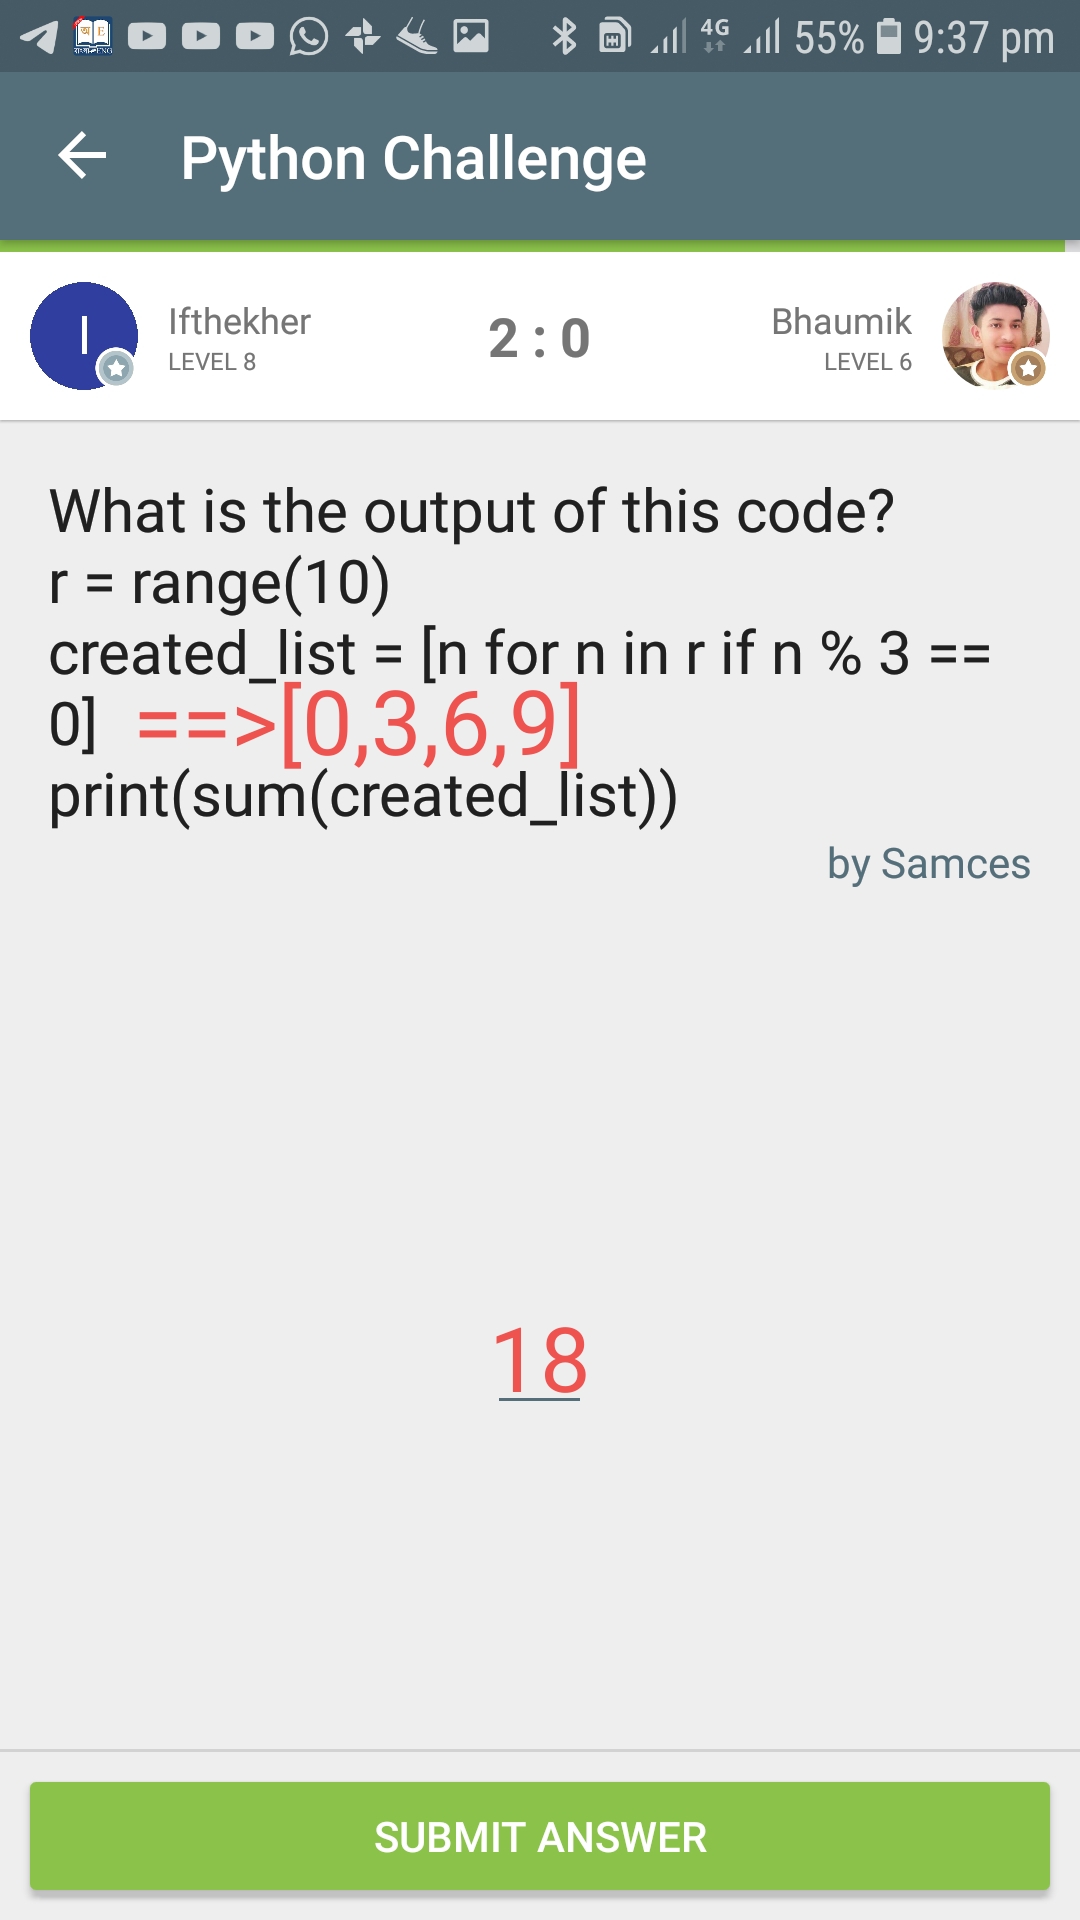 4G 55% 9:37 pm
Python Challenge
I
Ifthekher
LEVEL 8
2 : 0
Bhaumik
LEVEL 6
What is the output of this code?
r = range(10)
created_list = [n for n in r if n % 3 ==
0] ==>[0,3,6,9]
print(sum(created_list))
by Samces
18
SUBMIT ANSWER